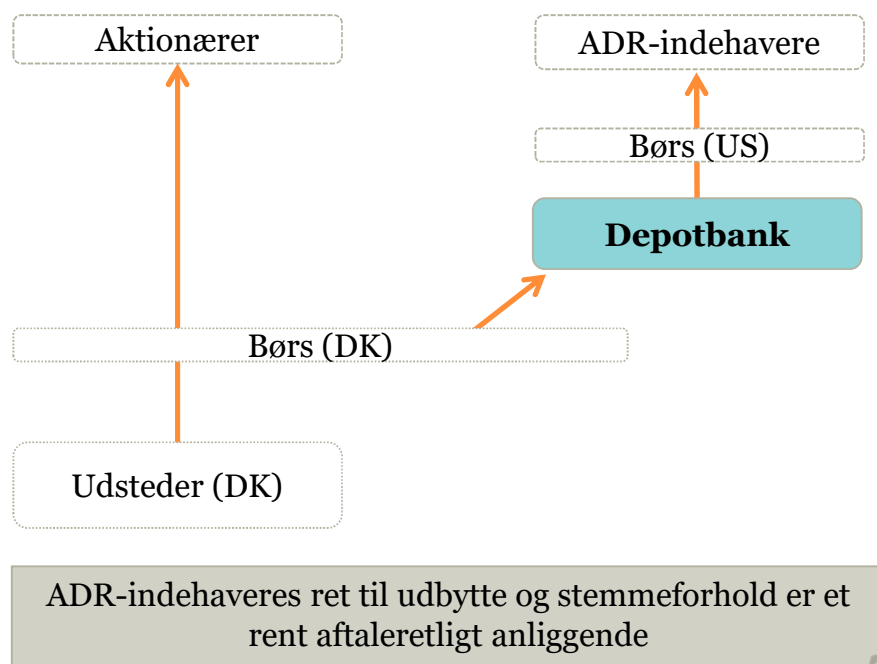 Aktionærer
ADR-indehavere
Børs (US)
Depotbank
Børs (DK)
Udsteder (DK)
ADR-indehaveres ret til udbytte og stemmeforhold er et
rent aftaleretligt anliggende